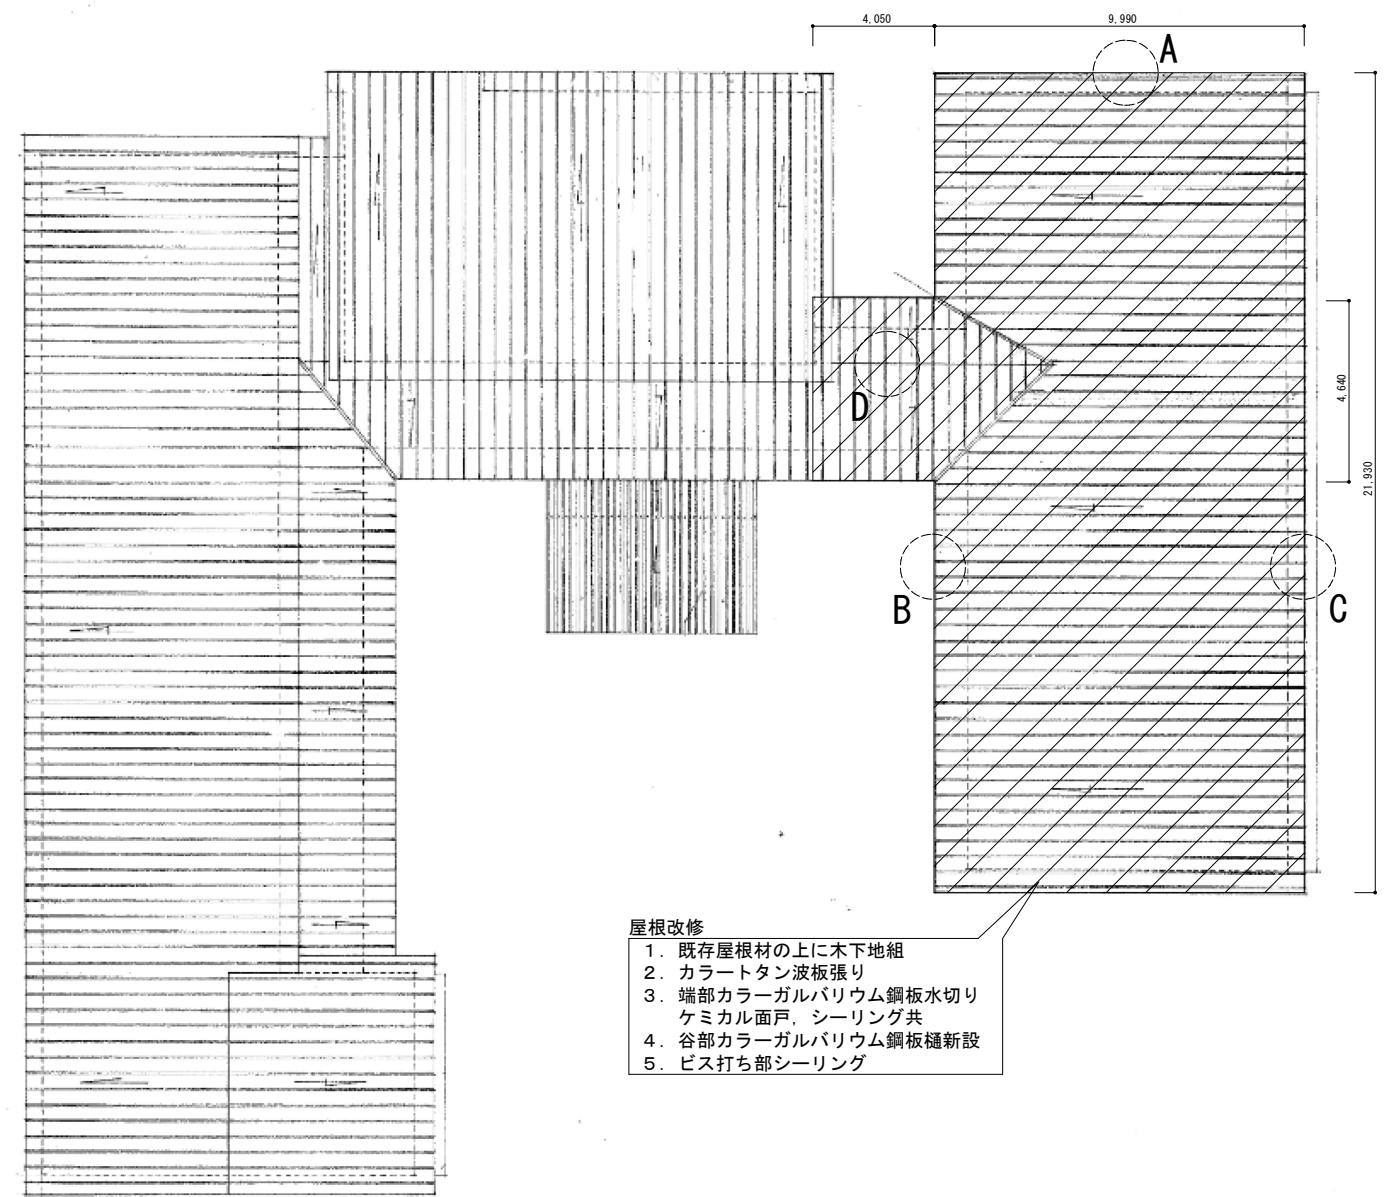 4,050
9,990
A
4,640
21,930
D
B
C
屋根改修
1. 既存屋根材の上に木下地組
2. カラートタン波板張り
3. 端部カラーガルバリウム鋼板水切り
ケミカル面戸, シーリング共
4. 谷部カラーガルバリウム鋼板樋新設
5. ビス打ち部シーリング